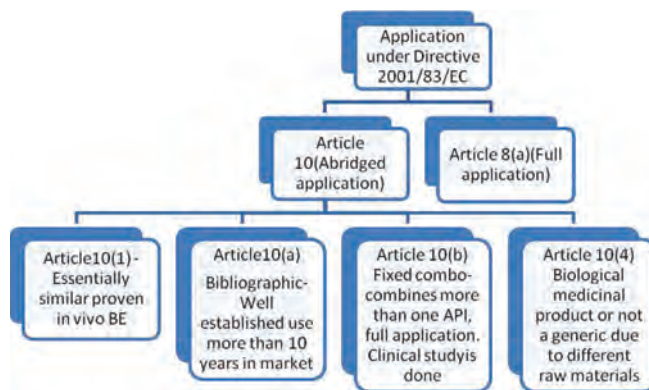 Application
under Directive
2001/83/EC
Article
10(Abridged
application)
Article 8(a)(Full
application)
Article10(1) -
Essentially
similar proven
in vivo BE
Article10(a)
Bibliographic-
Well
established use
more than 10
years in market
Article 10(b)
Fixed combo-
combines more
than one API,
full application.
Clinical studyis
done
Article 10(4)
Biological
medicinal
product or not
a generic due
to different
raw materials